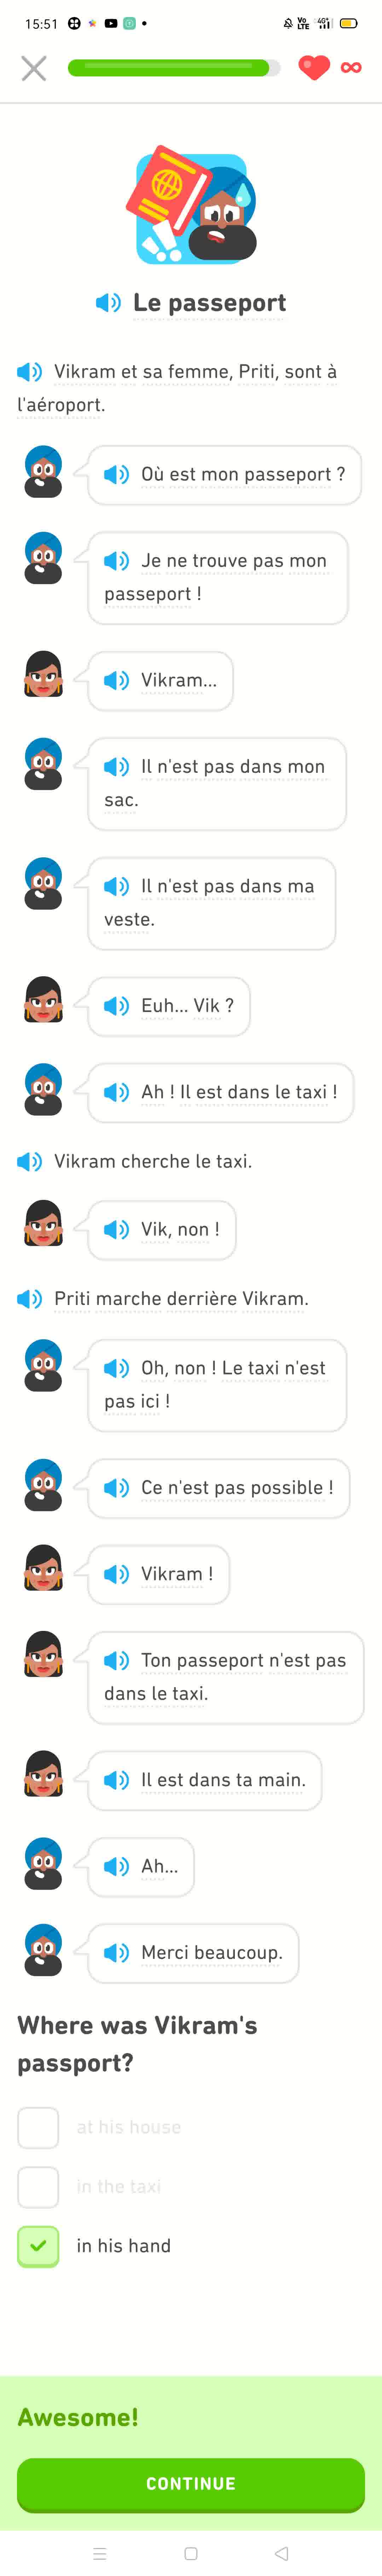 15:51
Vo
LTE
4G+
Le passeport
Vikram et sa femme, Priti, sont à
l'aéroport.
Où est mon passeport ?
Je ne trouve pas mon
passeport !
Vikram...
Il n'est pas dans mon
sac.
Il n'est pas dans ma
veste.
Euh... Vik ?
Ah ! Il est dans le taxi !
Vikram cherche le taxi.
Vik, non !
Priti marche derrière Vikram.
Oh, non ! Le taxi n'est
pas ici !
Ce n'est pas possible !
Vikram !
Ton passeport n'est pas
dans le taxi.
Il est dans ta main.
Ah...
Merci beaucoup.
Where was Vikram's
passport?
at his house
in the taxi
in his hand
Awesome!
CONTINUE